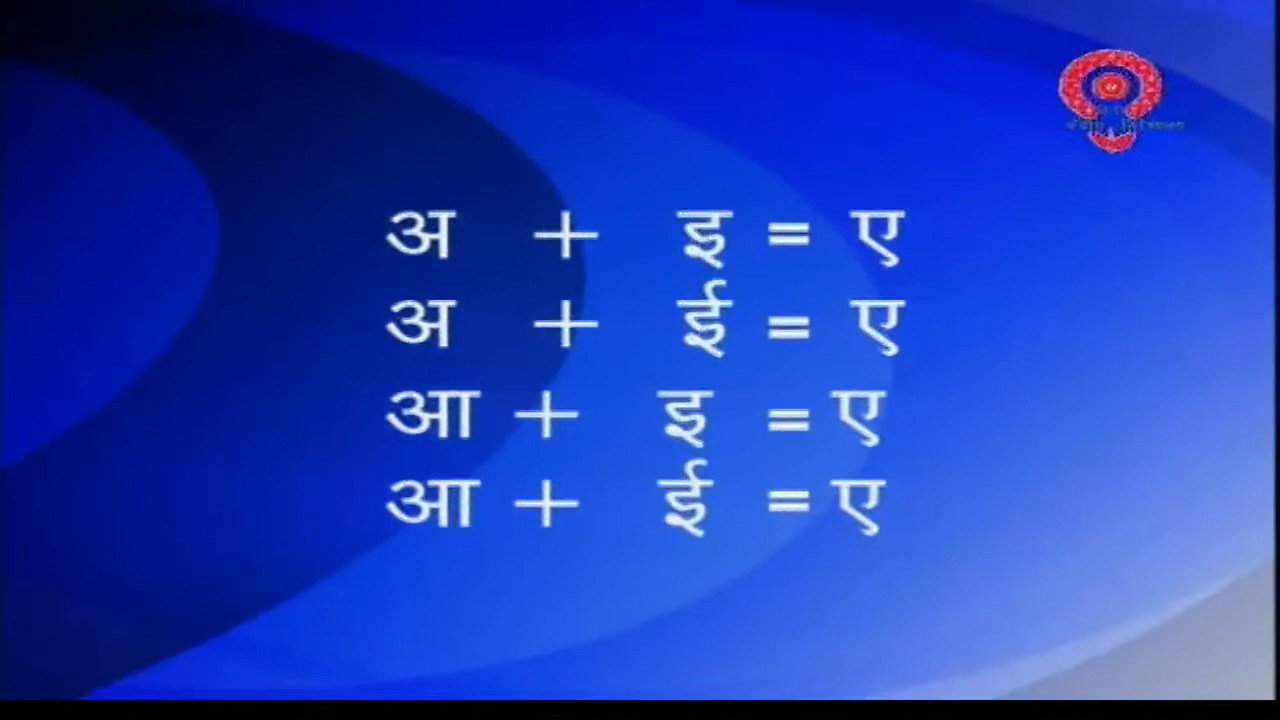 अ + इ = ए
अ + ई = ए
आ + इ = ए
आ + ई = ए